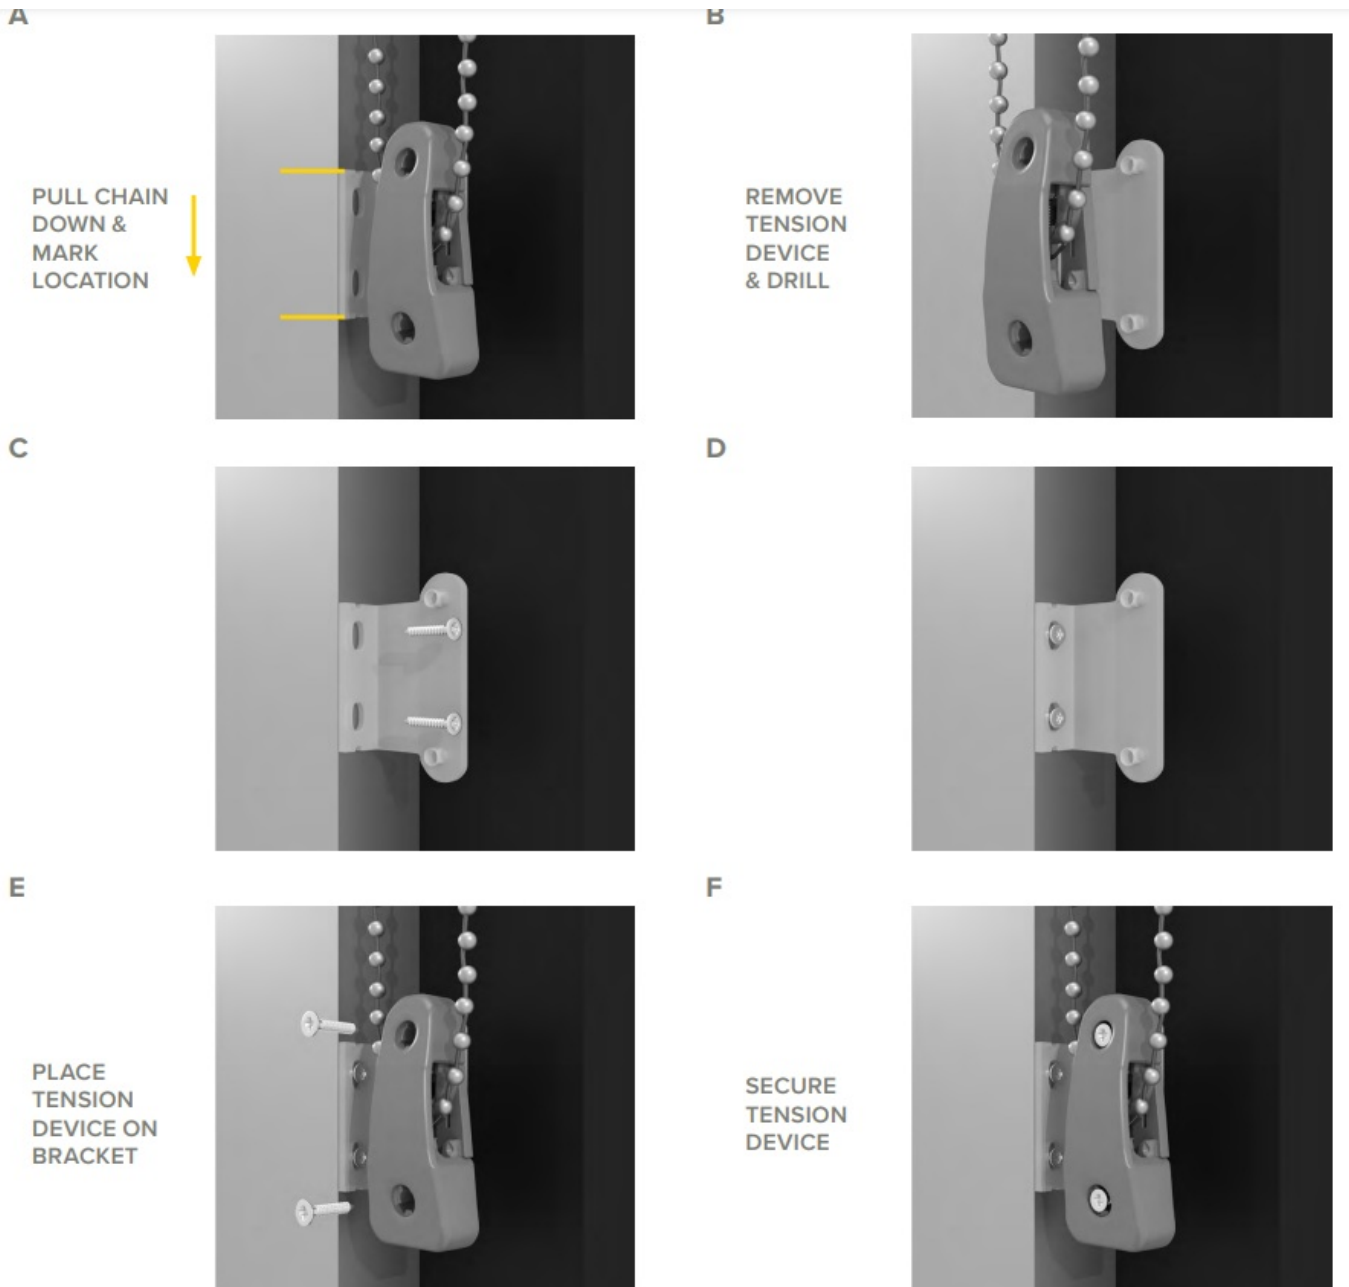 A
B
PULL CHAIN
DOWN &
MARK
LOCATION
REMOVE
TENSION
DEVICE
& DRILL
C
D
E
F
PLACE
TENSION
DEVICE ON
BRACKET
SECURE
TENSION
DEVICE